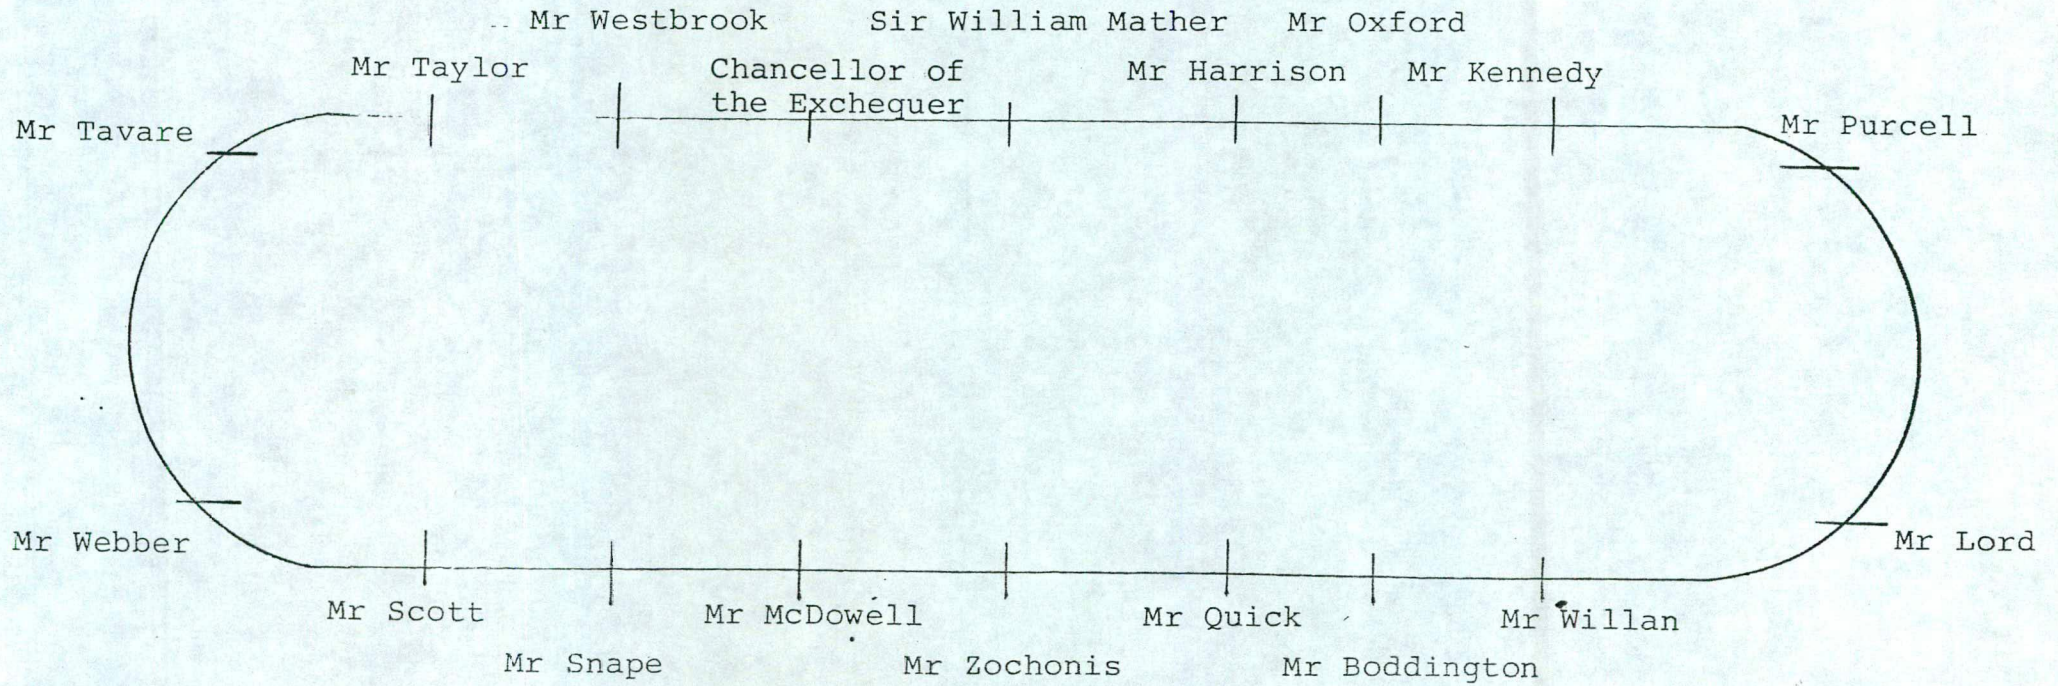 Mr Westbrook Sir William Mather Mr Oxford
Mr Taylor Chancellor of the Exchequer Mr Harrison Mr Kennedy
Mr Tavare Mr Purcell
Mr Webber Mr Lord
Mr Scott Mr McDowell Mr Quick Mr Willan
Mr Snape Mr Zochonis Mr Boddington